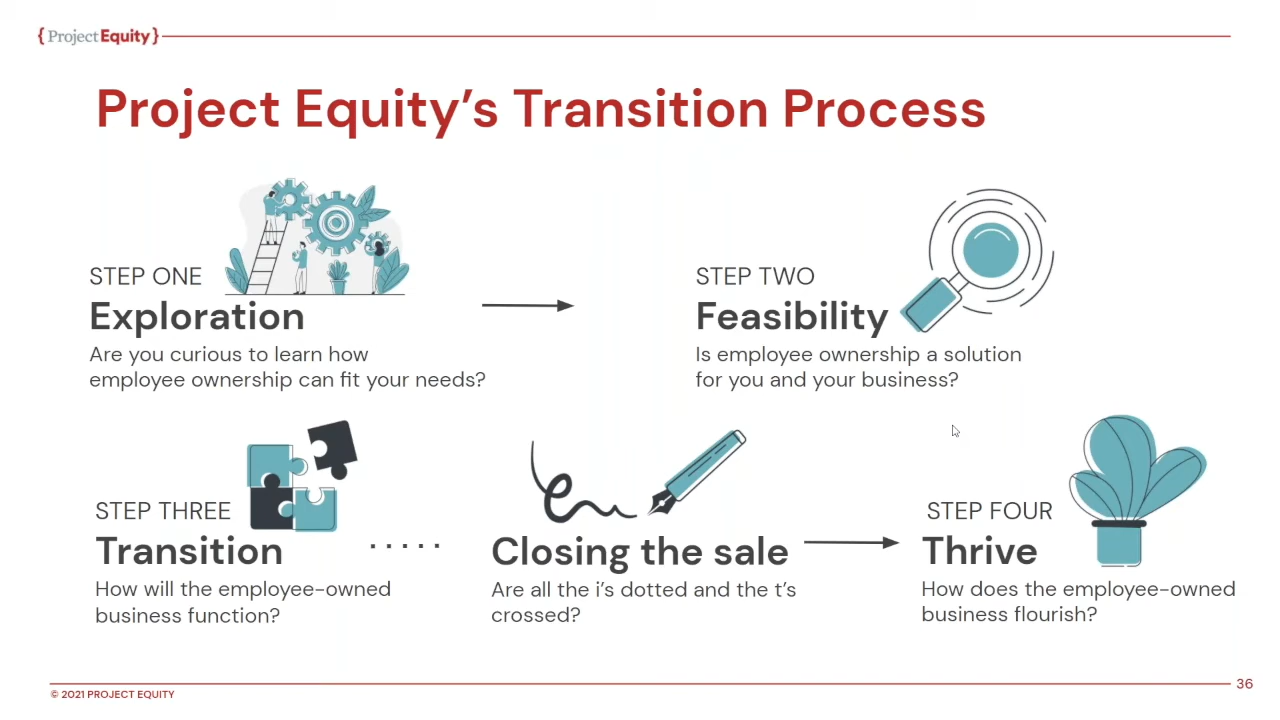 { Project Equity }
Project Equity’s Transition Process
STEP ONE
Exploration
Are you curious to learn how
employee ownership can fit your needs?
STEP TWO
Feasibility
Is employee ownership a solution
for you and your business?
STEP THREE
Transition
How will the employee-owned
business function?
Closing the sale
Are all the i’s dotted and the t’s
crossed?
STEP FOUR
Thrive
How does the employee-owned
business flourish?
© 2021 PROJECT EQUITY
36